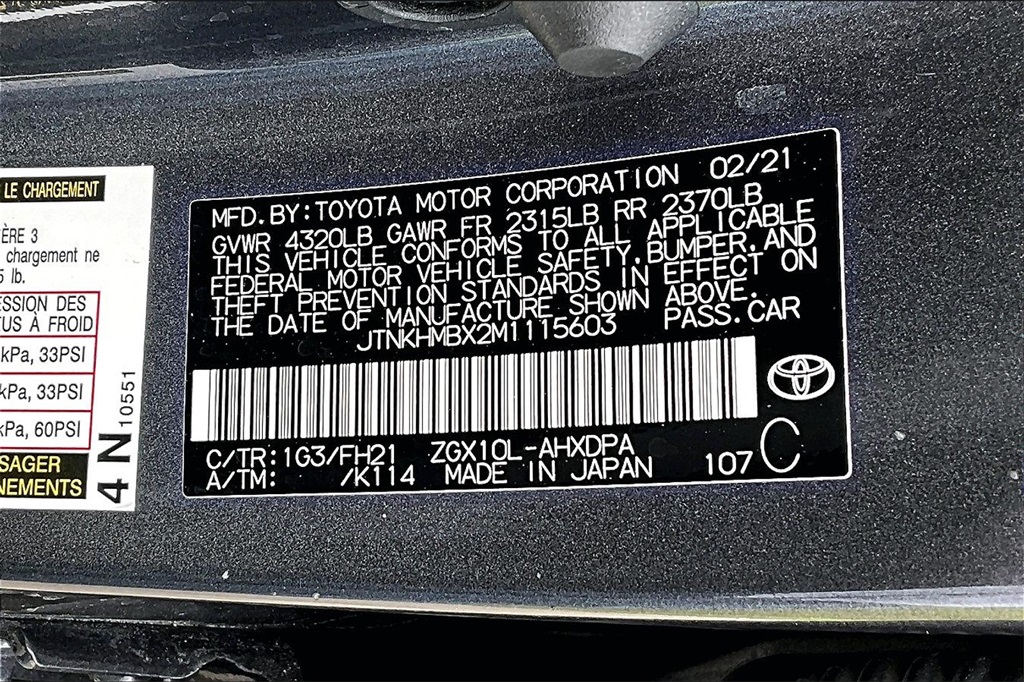 LE CHARGEMENT
ÈRE 3
chargement ne
5 lb.
ESSION DES
TUS À FROID
kPa, 33PSI
kPa, 33PSI
kPa, 60PSI
SAGER
NEMENTS
4 N 10551
MFD. BY: TOYOTA MOTOR CORPORATION 02/21
GVWR 4320LB GAWR FR 2315LB RR 2370LB
THIS VEHICLE CONFORMS TO ALL APPLICABLE
FEDERAL MOTOR VEHICLE SAFETY, BUMPER, AND
THEFT PREVENTION STANDARDS IN EFFECT ON
THE DATE OF MANUFACTURE SHOWN ABOVE.
JTNKHMBX2M1115603 PASS. CAR
C/TR: 1G3/FH21 ZGX10L-AHXDPA
A/TM: /K114 MADE IN JAPAN 107 C